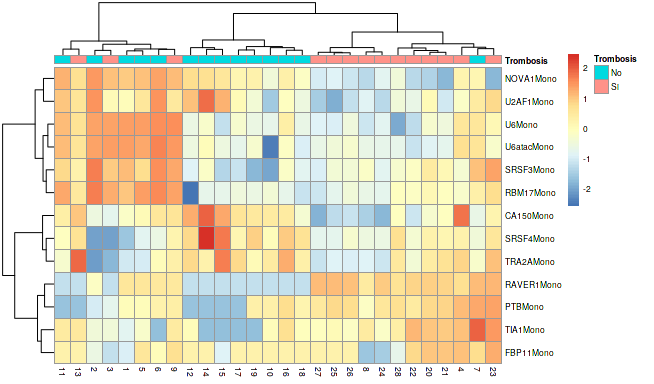 Trombosis
NOVA1Mono
U2AF1Mono
U6Mono
U6atacMono
SRSF3Mono
RBM17Mono
CA150Mono
SRSF4Mono
TRA2AMono
RAVER1Mono
PTBMono
TIA1Mono
FBP11Mono
11 13 2 3 1 5 6 9 12 14 15 17 19 10 16 18 27 25 26 8 24 28 22 20 21 4 7 23
2
1
0
-1
-2
Trombosis
No
SI